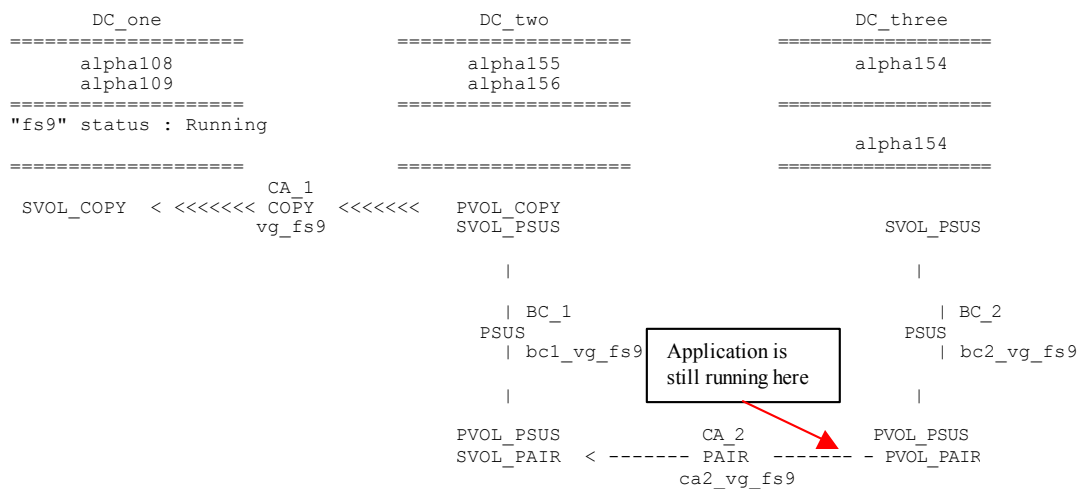 DC_one DC_two DC_three
==================== ==================== ===================
alpha108 alpha155 alpha154
alpha109 alpha156
==================== ==================== ===================
"fs9" status : Running
alpha154
==================== ==================== ===================
CA_1
SVOL_COPY < <<<<<<< COPY <<<<<<< PVOL_COPY
vg_fs9 SVOL_PSUS SVOL_PSUS
| |
| BC_1 | BC_2
PSUS PSUS
| bc1_vg_fs9 | bc2_vg_fs9
Application is
still running here
| |
PVOL_PSUS CA_2 PVOL_PSUS
SVOL_PAIR < ------- PAIR ------- - PVOL_PAIR
ca2_vg_fs9